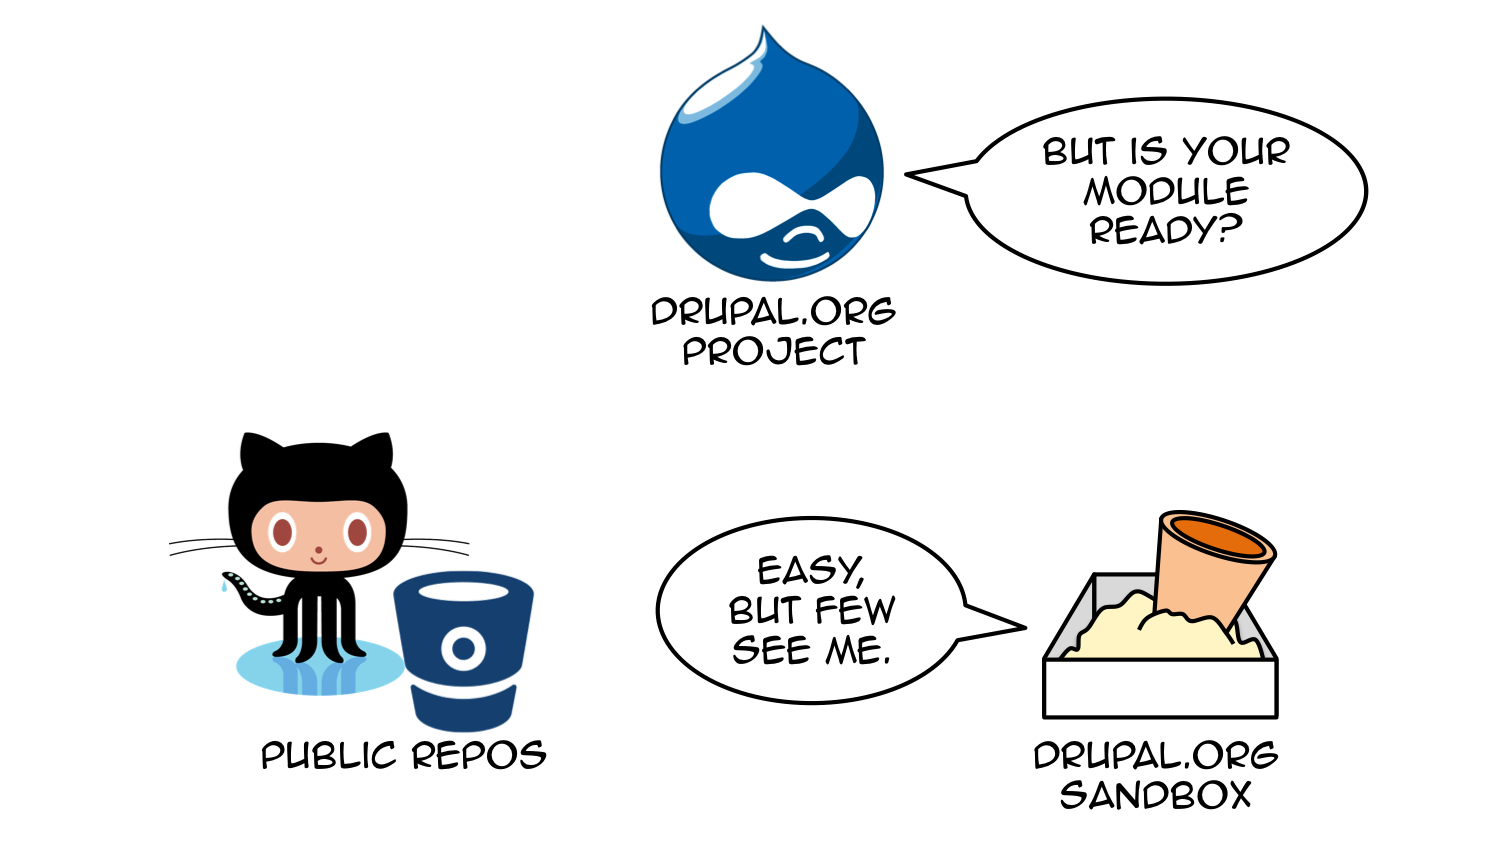 BUT IS YOUR
MODULE
READY?
DRUPAL.ORG
PROJECT
EASY,
BUT FEW
SEE ME.
PUBLIC REPOS
DRUPAL.ORG
SANDBOX